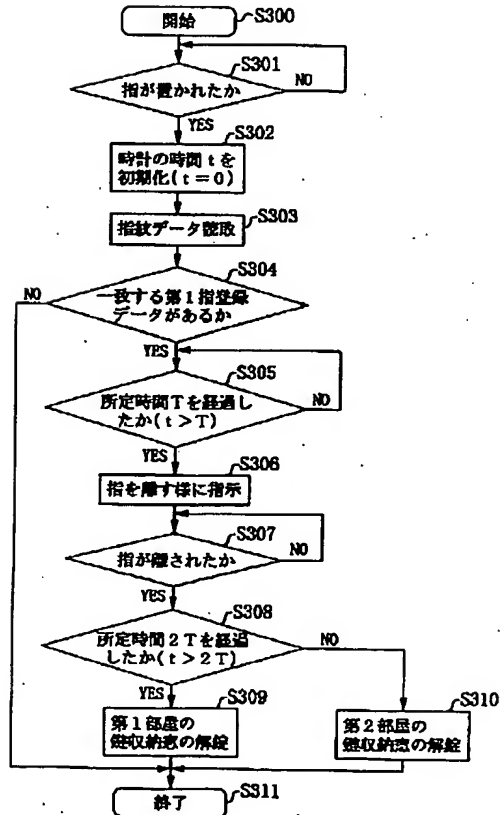 開始
S300
S301
指が置かれたか
NO
YES
S302
時計の時間tを
初期化(t=0)
S303
指紋データ読取
S304
NO
一致する第1指登録
データがあるか
YES
S305
所定時間Tを経過し
たか(t>T)
NO
YES
S306
指を離す様に指示
S307
指が離されたか
NO
YES
S308
所定時間2Tを経過
したか(t>2T)
NO
YES
S309
第1部屋の
鍵収納窓の解錠
S310
第2部屋の
鍵収納窓の解錠
終了
S311